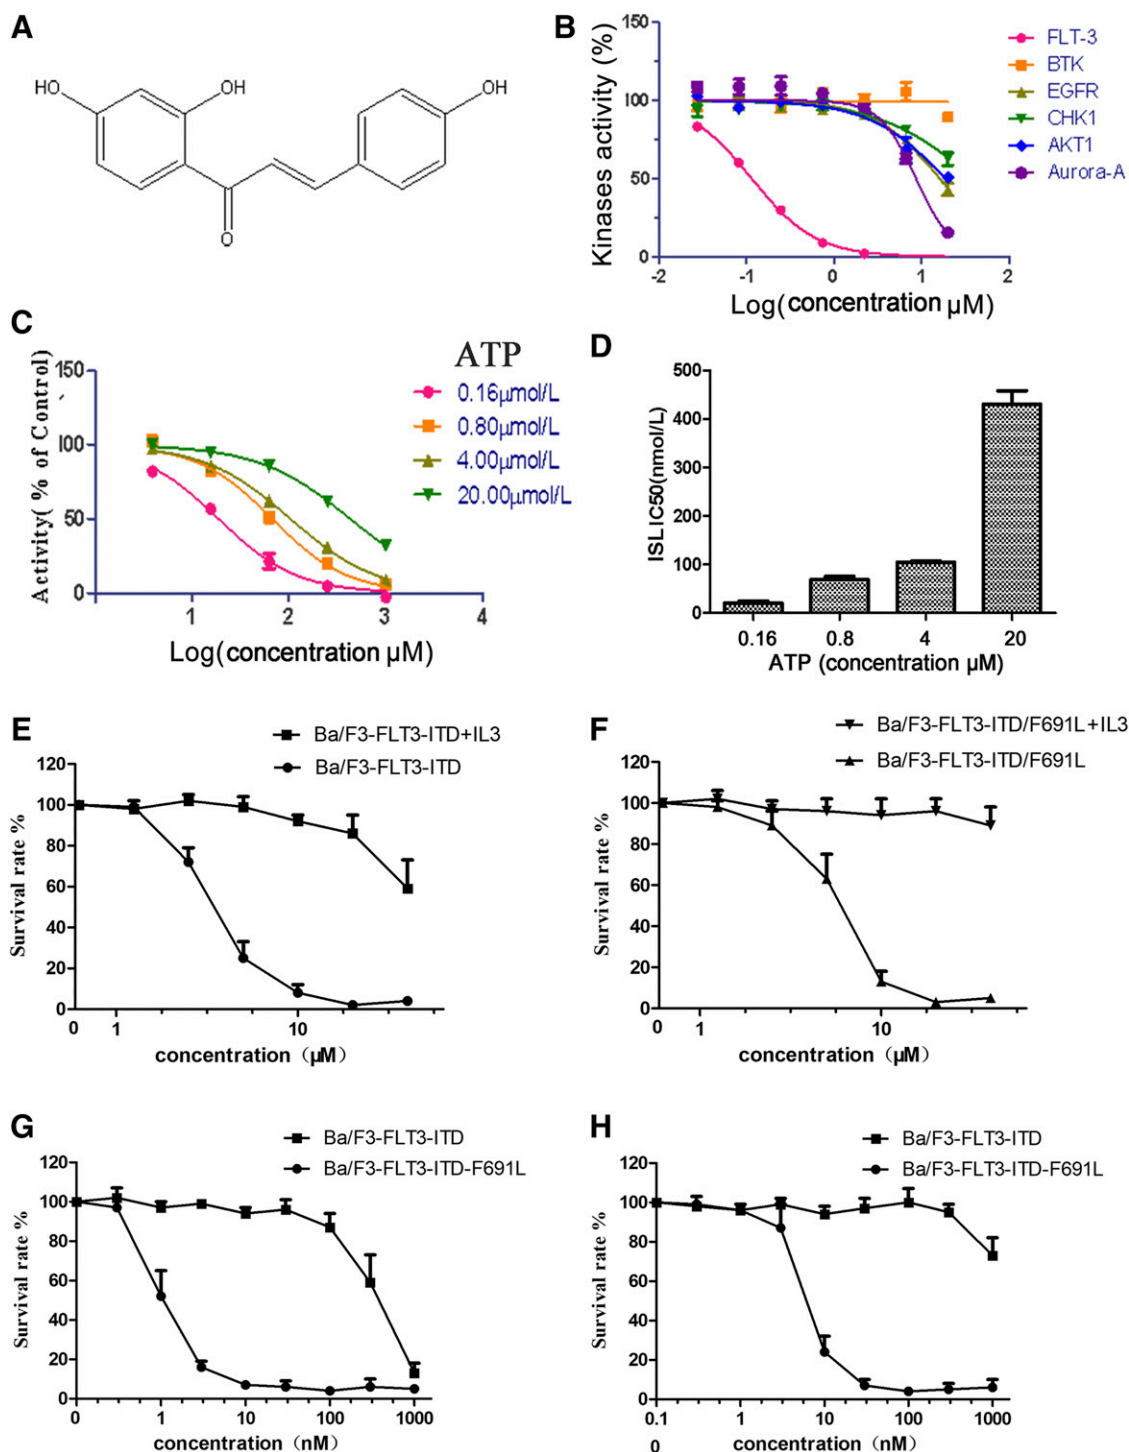 A
HO
OH
OH
O
B
Kinases activity (%)
150
100
50
0
-2
-1
0
1
2
Log(concentration µM)
FLT-3
BTK
EGFR
CHK1
AKT1
Aurora-A
C
Activity( % of Control)
150
100
50
0
1
2
3
4
Log(concentration µM)
ATP
0.16µmol/L
0.80µmol/L
4.00µmol/L
20.00µmol/L
D
ISLIC50(nmol/L)
500
400
300
200
100
0
0.16
0.8
4
20
ATP (concentration µM)
E
Ba/F3-FLT3-ITD+IL3
Ba/F3-FLT3-ITD
Survival rate %
120
100
80
60
40
20
0
0
1
10
concentration (µM)
F
Ba/F3-FLT3-ITD/F691L+IL3
Ba/F3-FLT3-ITD/F691L
Survival rate %
120
100
80
60
40
20
0
0
1
10
concentration (µM)
G
Ba/F3-FLT3-ITD
Ba/F3-FLT3-ITD-F691L
Survival rate %
120
100
80
60
40
20
0
0
1
10
100
1000
concentration (nM)
H
Ba/F3-FLT3-ITD
Ba/F3-FLT3-ITD-F691L
Survival rate %
120
100
80
60
40
20
0
0.1
1
10
100
1000
0
concentration (nM)